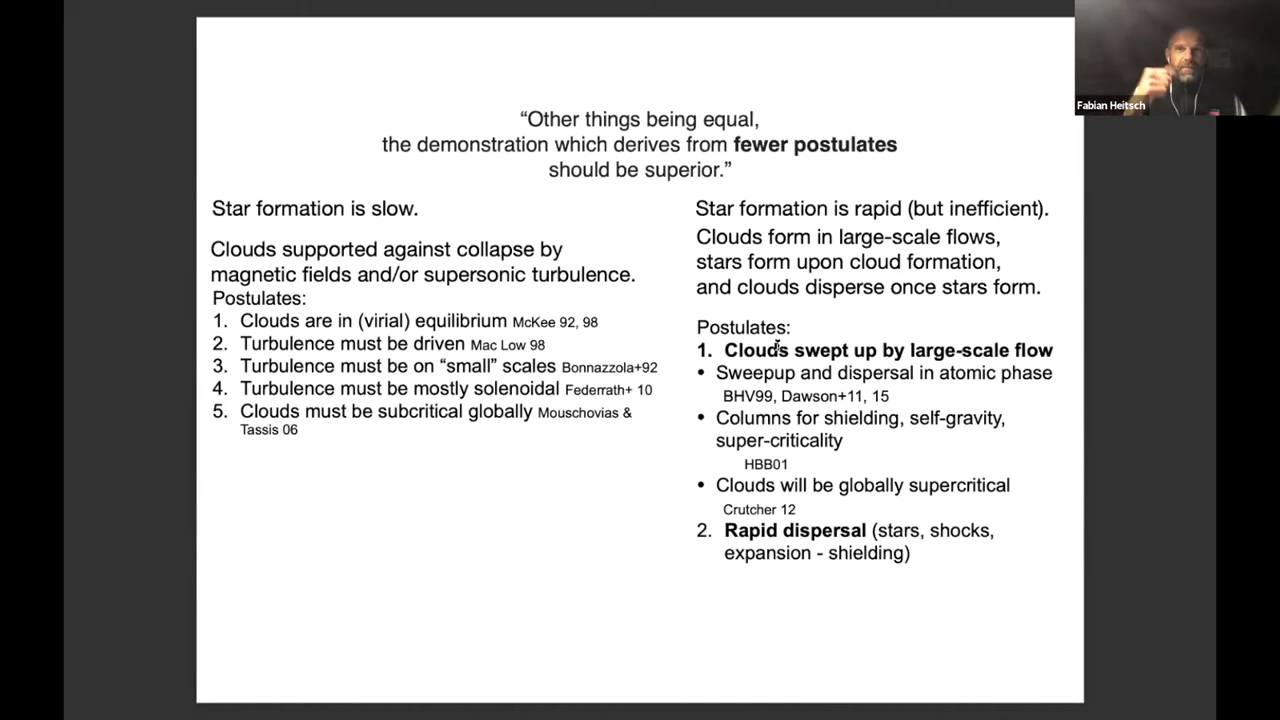 “Other things being equal,
the demonstration which derives from fewer postulates
should be superior.”
Star formation is slow.
Clouds supported against collapse by
magnetic fields and/or supersonic turbulence.
Postulates:
1. Clouds are in (virial) equilibrium McKee 92, 98
2. Turbulence must be driven Mac Low 98
3. Turbulence must be on “small” scales Bonnazzola+92
4. Turbulence must be mostly solenoidal Federrath+ 10
5. Clouds must be subcritical globally Mouschovias &
Tassis 06
Star formation is rapid (but inefficient).
Clouds form in large-scale flows,
stars form upon cloud formation,
and clouds disperse once stars form.
Postulates:
1. Clouds swept up by large-scale flow
• Sweepup and dispersal in atomic phase
BHV99, Dawson+11, 15
• Columns for shielding, self-gravity,
super-criticality
HBB01
• Clouds will be globally supercritical
Crutcher 12
2. Rapid dispersal (stars, shocks,
expansion - shielding)
Fabian Heitsch